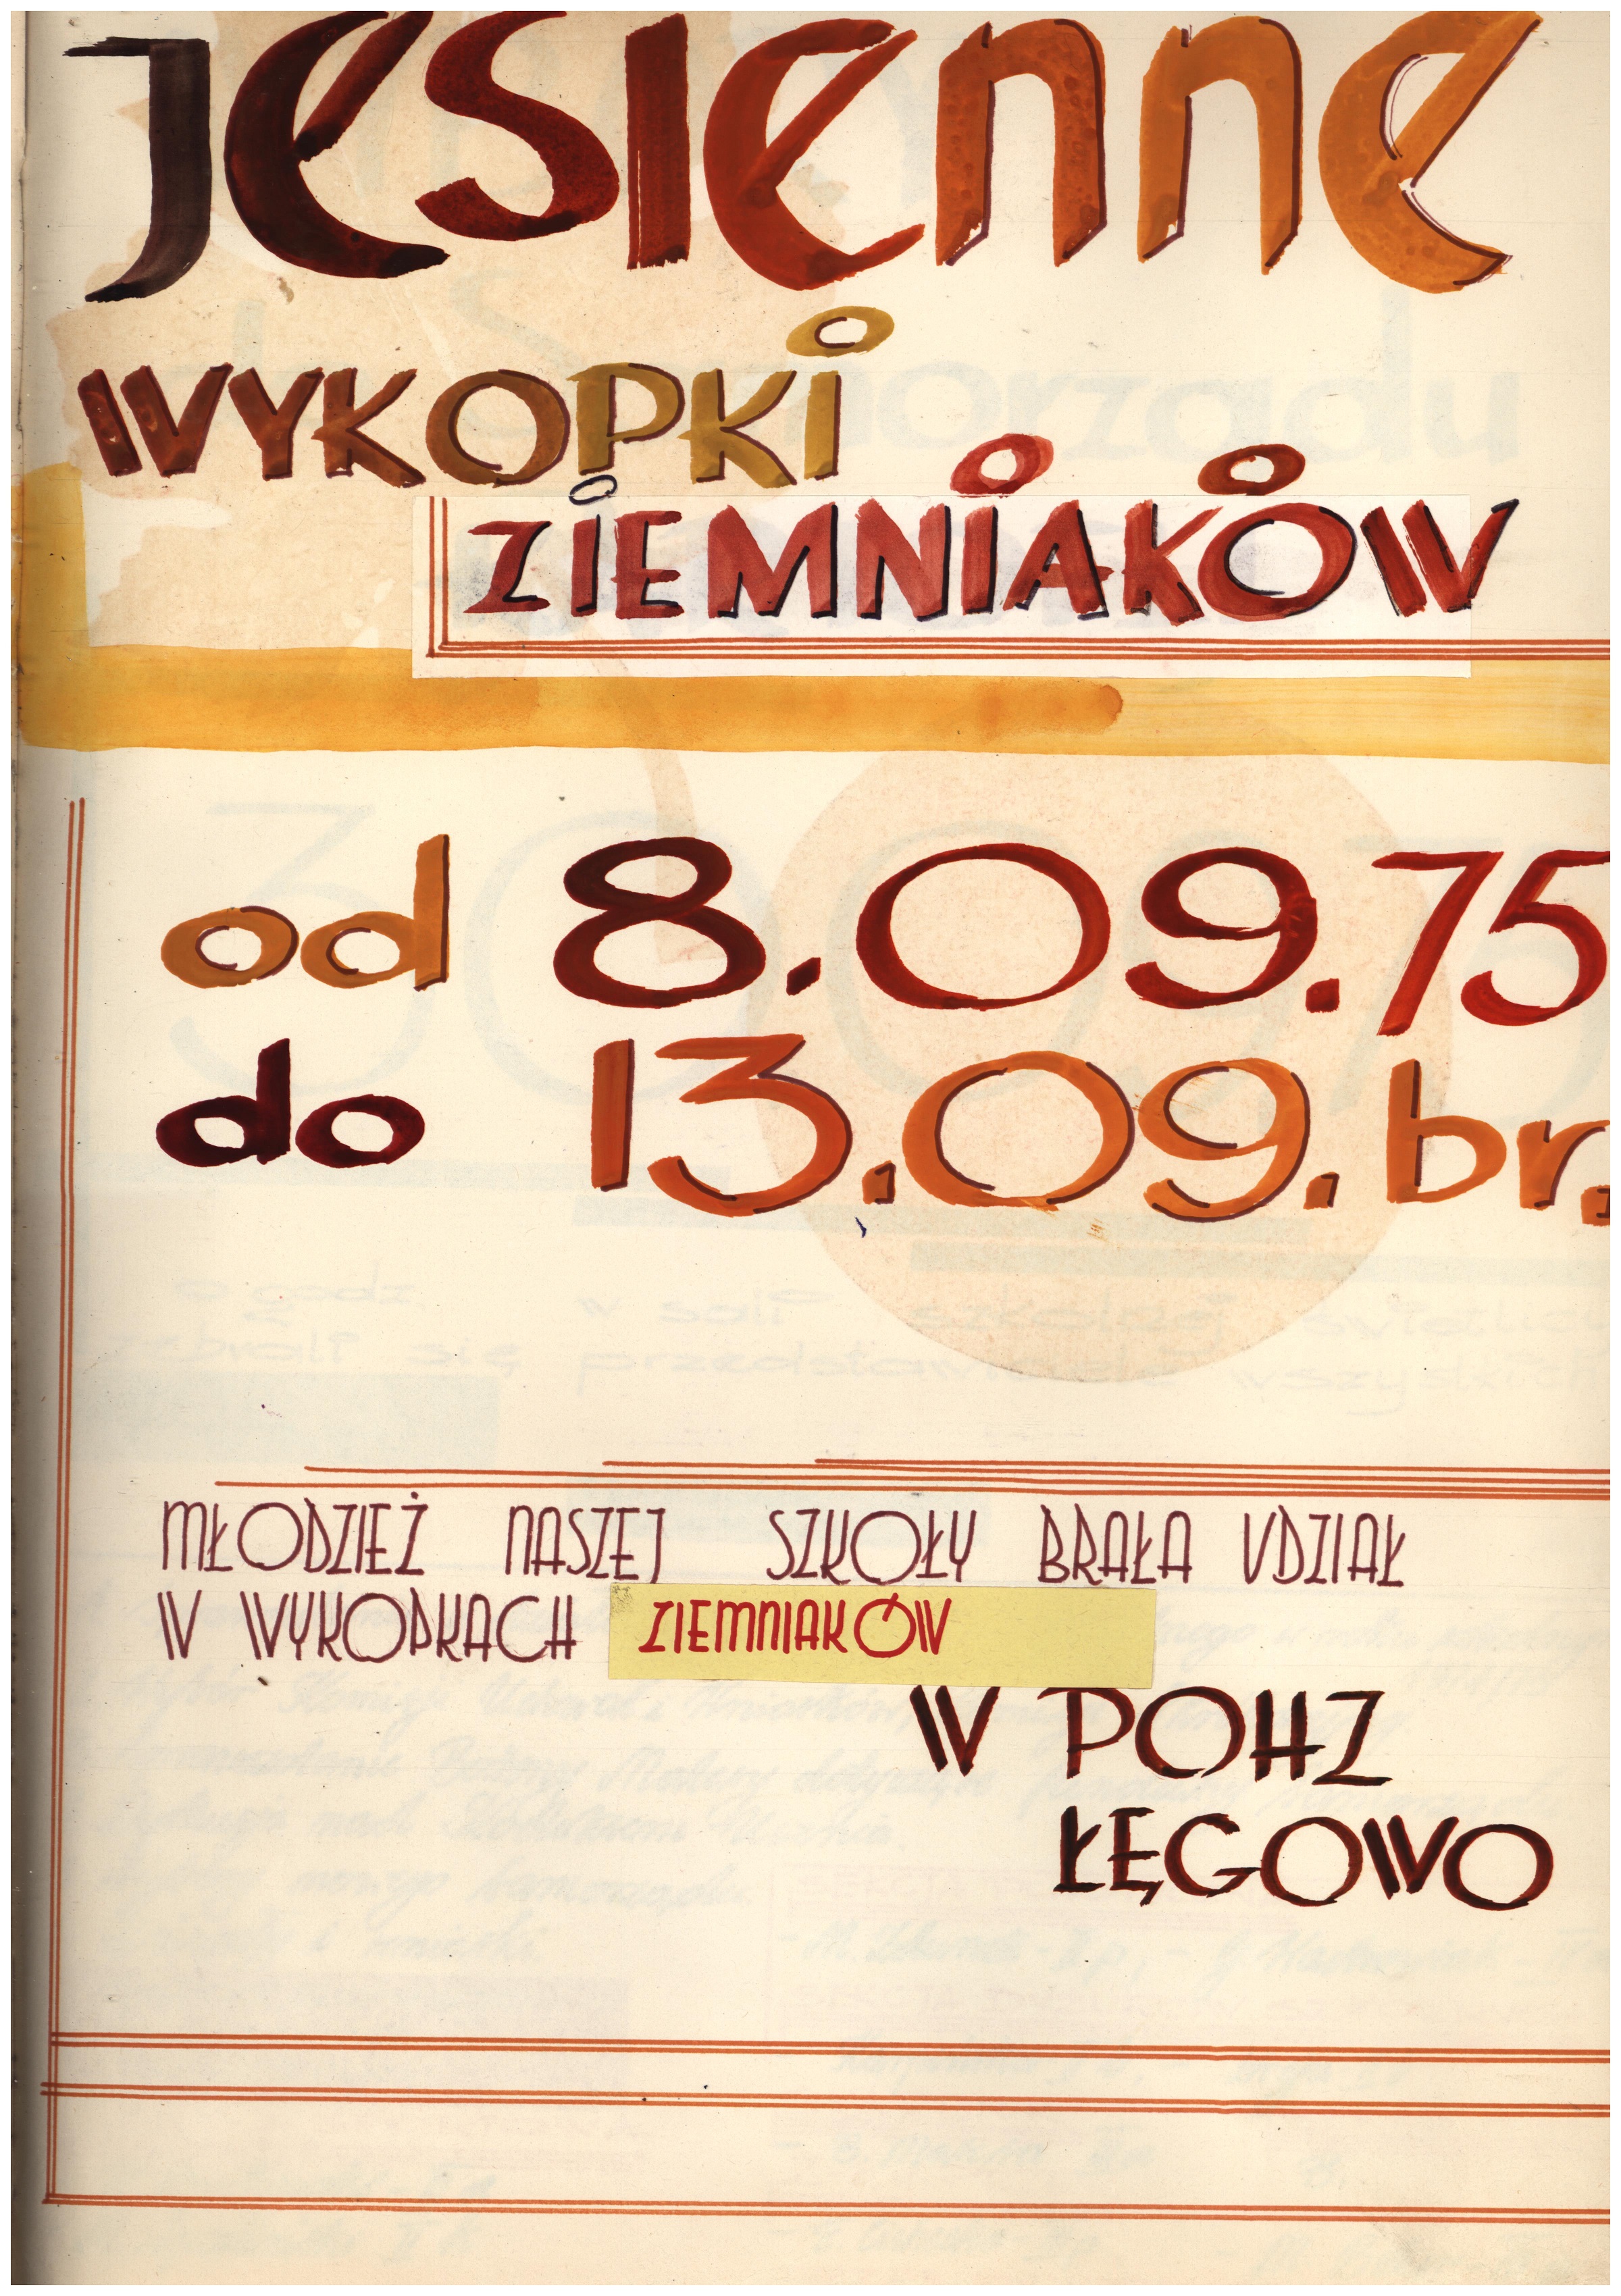 jesienne
WYKOPKI
ZIEMNIAKÓW
od 8.09.75
do 13.09.br.
MŁODZIEŻ NASZEJ SZKOŁY BRAŁA UDZIAŁ
W WYKOPKACH ZIEMNIAKÓW
W POHZ
ŁĘGOWO